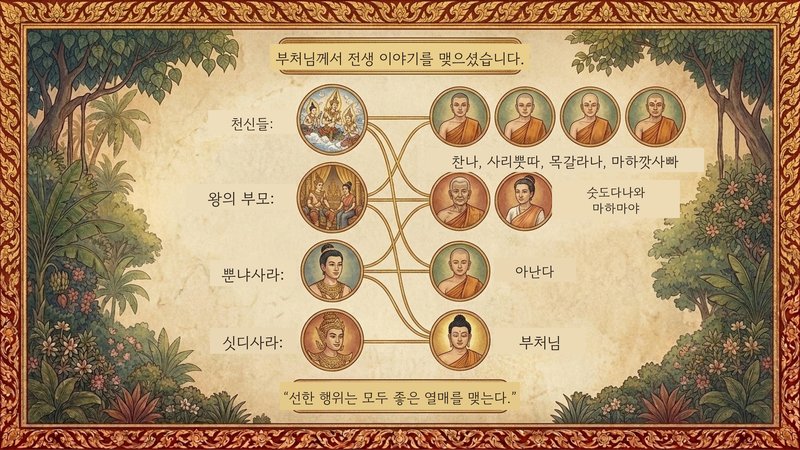 부처님께서 전생 이야기를 맺으셨습니다.
천신들:
찬나, 사리뿟따, 목갈라나, 마하깟사빠
왕의 부모:
숫도다나와
마하마야
뿐냐사라:
아난다
싯디사라:
부처님
“선한 행위는 모두 좋은 열매를 맺는다.”